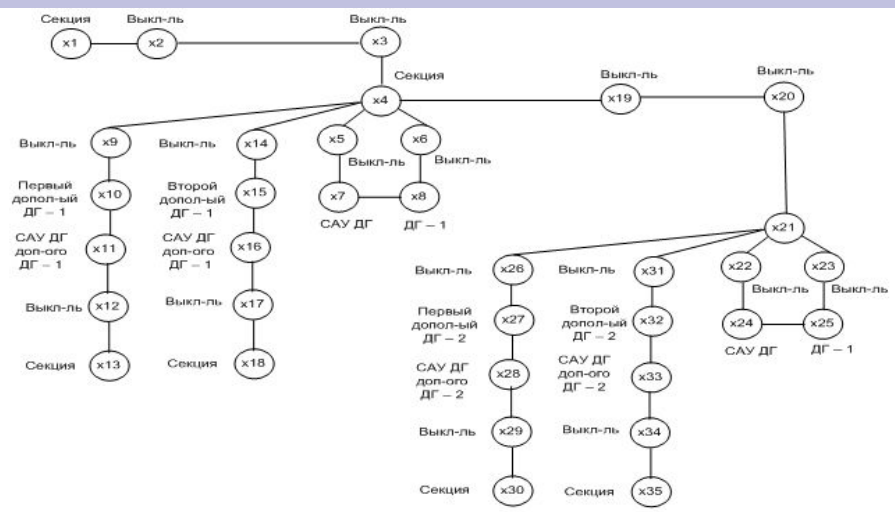 Секция
Выкл-ль
Выкл-ль
x1
x2
x3
Секция
Выкл-ль
Выкл-ль
x4
x19
x20
Выкл-ль
x9
Выкл-ль
x14
x5
x6
Выкл-ль
Выкл-ль
Первый
допол-ый
ДГ – 1
x10
Второй
допол-ый
ДГ – 1
x15
x7
x8
САУ ДГ
ДГ – 1
САУ ДГ
доп-ого
ДГ – 1
x11
САУ ДГ
доп-ого
ДГ – 1
x16
x21
Выкл-ль
x12
Выкл-ль
x17
Выкл-ль
x26
Выкл-ль
x31
x22
x23
Выкл-ль
Выкл-ль
Секция
x13
Секция
x18
Первый
допол-ый
ДГ – 2
x27
Второй
допол-ый
ДГ – 2
x32
x24
x25
САУ ДГ
ДГ – 1
САУ ДГ
доп-ого
ДГ – 2
x28
САУ ДГ
доп-ого
ДГ – 2
x33
Выкл-ль
x29
Выкл-ль
x34
Секция
x30
Секция
x35